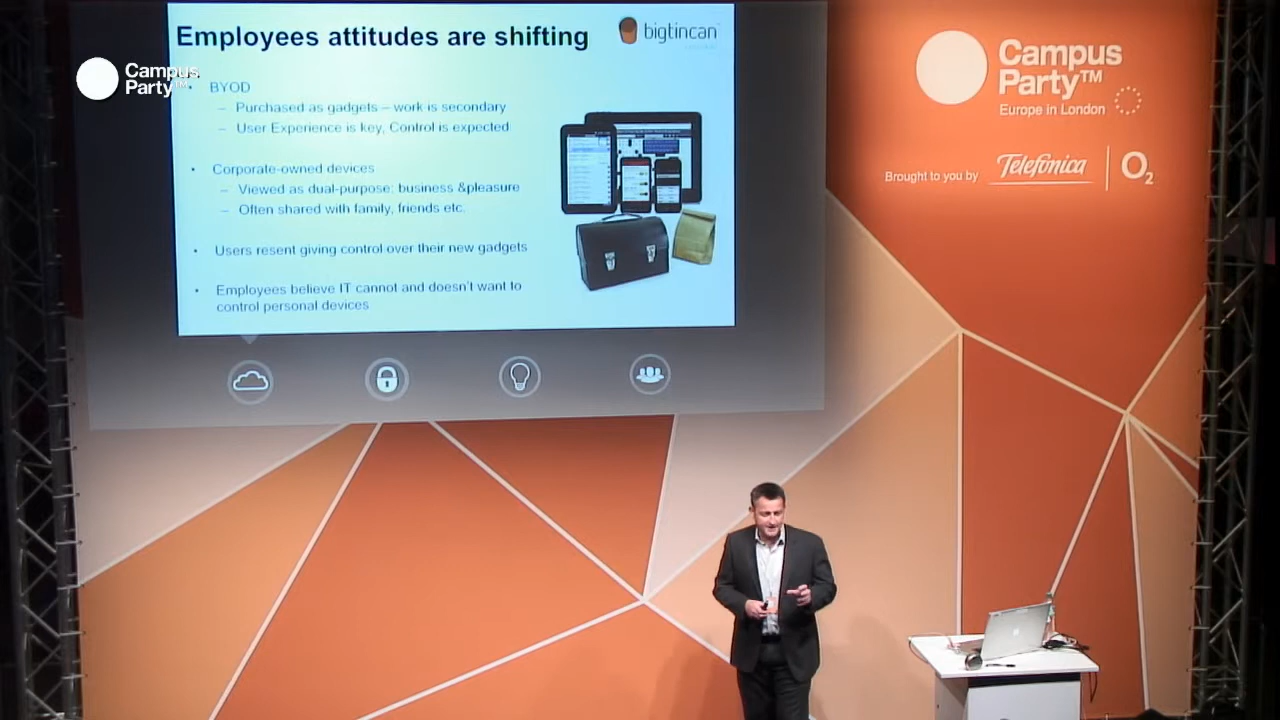 Employees attitudes are shifting
bigtincan
Campus
Party™
• BYOD
– Purchased as gadgets – work is secondary
– User Experience is key, Control is expected
• Corporate-owned devices
– Viewed as dual-purpose: business &pleasure
– Often shared with family, friends etc.
• Users resent giving control over their new gadgets
• Employees believe IT cannot and doesn't want to
control personal devices
Campus
Party™
Europe in London
Brought to you by Telefónica O2